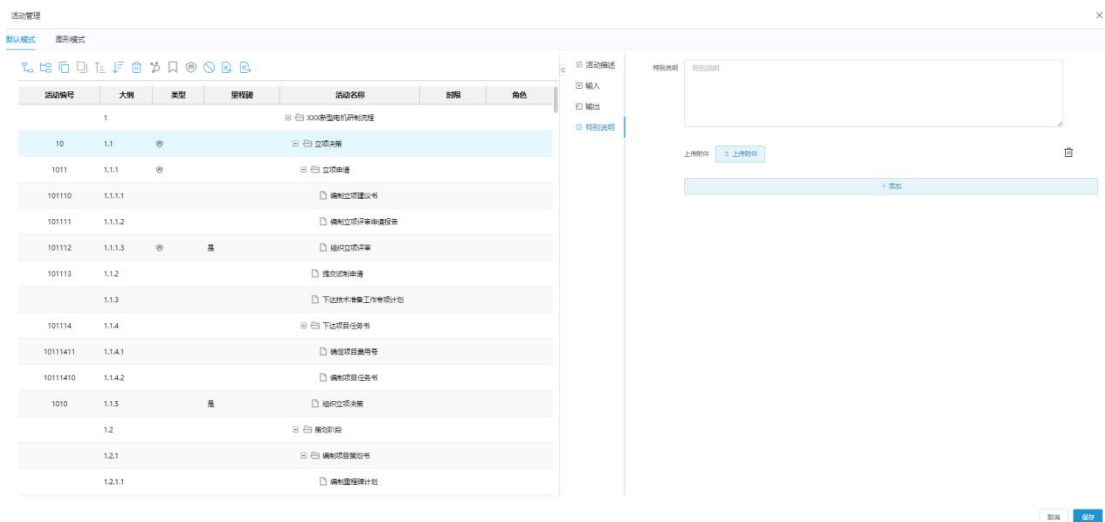 活动管理
默认模式 图形模式
活动编号 大纲 类型 里程碑 活动名称 时限 角色
1 XXX新型电机研制流程
10 1.1 立项决策
1011 1.1.1 立项申请
101110 1.1.1.1 编制立项建议书
101111 1.1.1.2 编制立项评审申请报告
101112 1.1.1.3 是 组织立项评审
101113 1.1.2 提交试制申请
1.1.3 下达技术准备工作专项计划
101114 1.1.4 下达项目任务书
10111411 1.1.4.1 确定项目费用号
10111410 1.1.4.2 编制项目任务书
1010 1.1.5 是 组织立项决策
1.2 策划阶段
1.2.1 编制项目策划书
1.2.1.1 编制里程碑计划
活动描述
输入
输出
特别说明
特别说明 特别说明
上传附件 上传附件
+ 添加
取消 保存